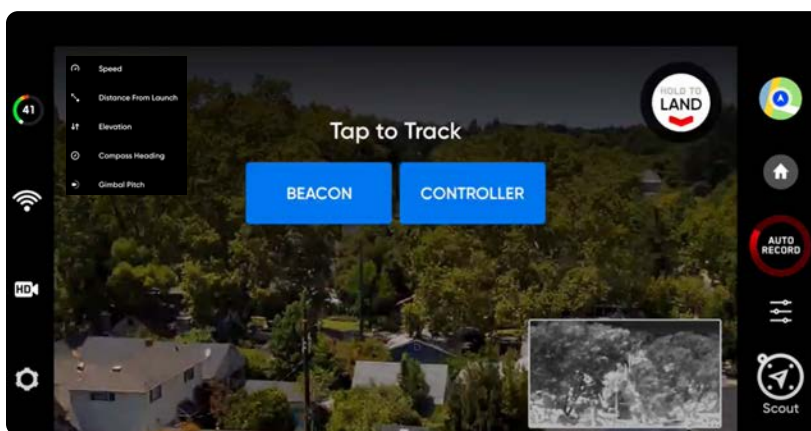 Speed
Distance From Launch
Elevation
Compass Heading
Gimbal Pitch
41
HD
Tap to Track
BEACON
CONTROLLER
HOLD TO
LAND
AUTO
RECORD
Scout